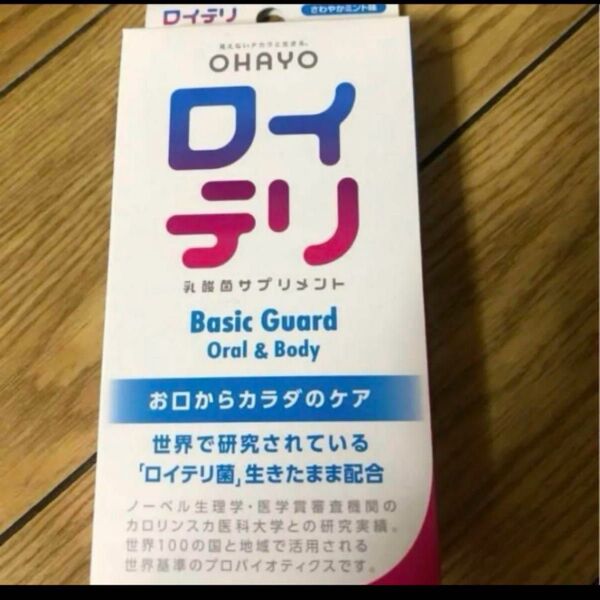 ロイテリ
さわやかミント味
見えないチカラと生きる。
OHAYO
ロイ
テリ
乳酸菌サプリメント
Basic Guard
Oral & Body
お口からカラダのケア
世界で研究されている
「ロイテリ菌」生きたまま配合
ノーベル生理学・医学賞審査機関の
カロリンスカ医科大学との研究実績。
世界100の国と地域で活用される
世界基準のプロバイオティクスです。